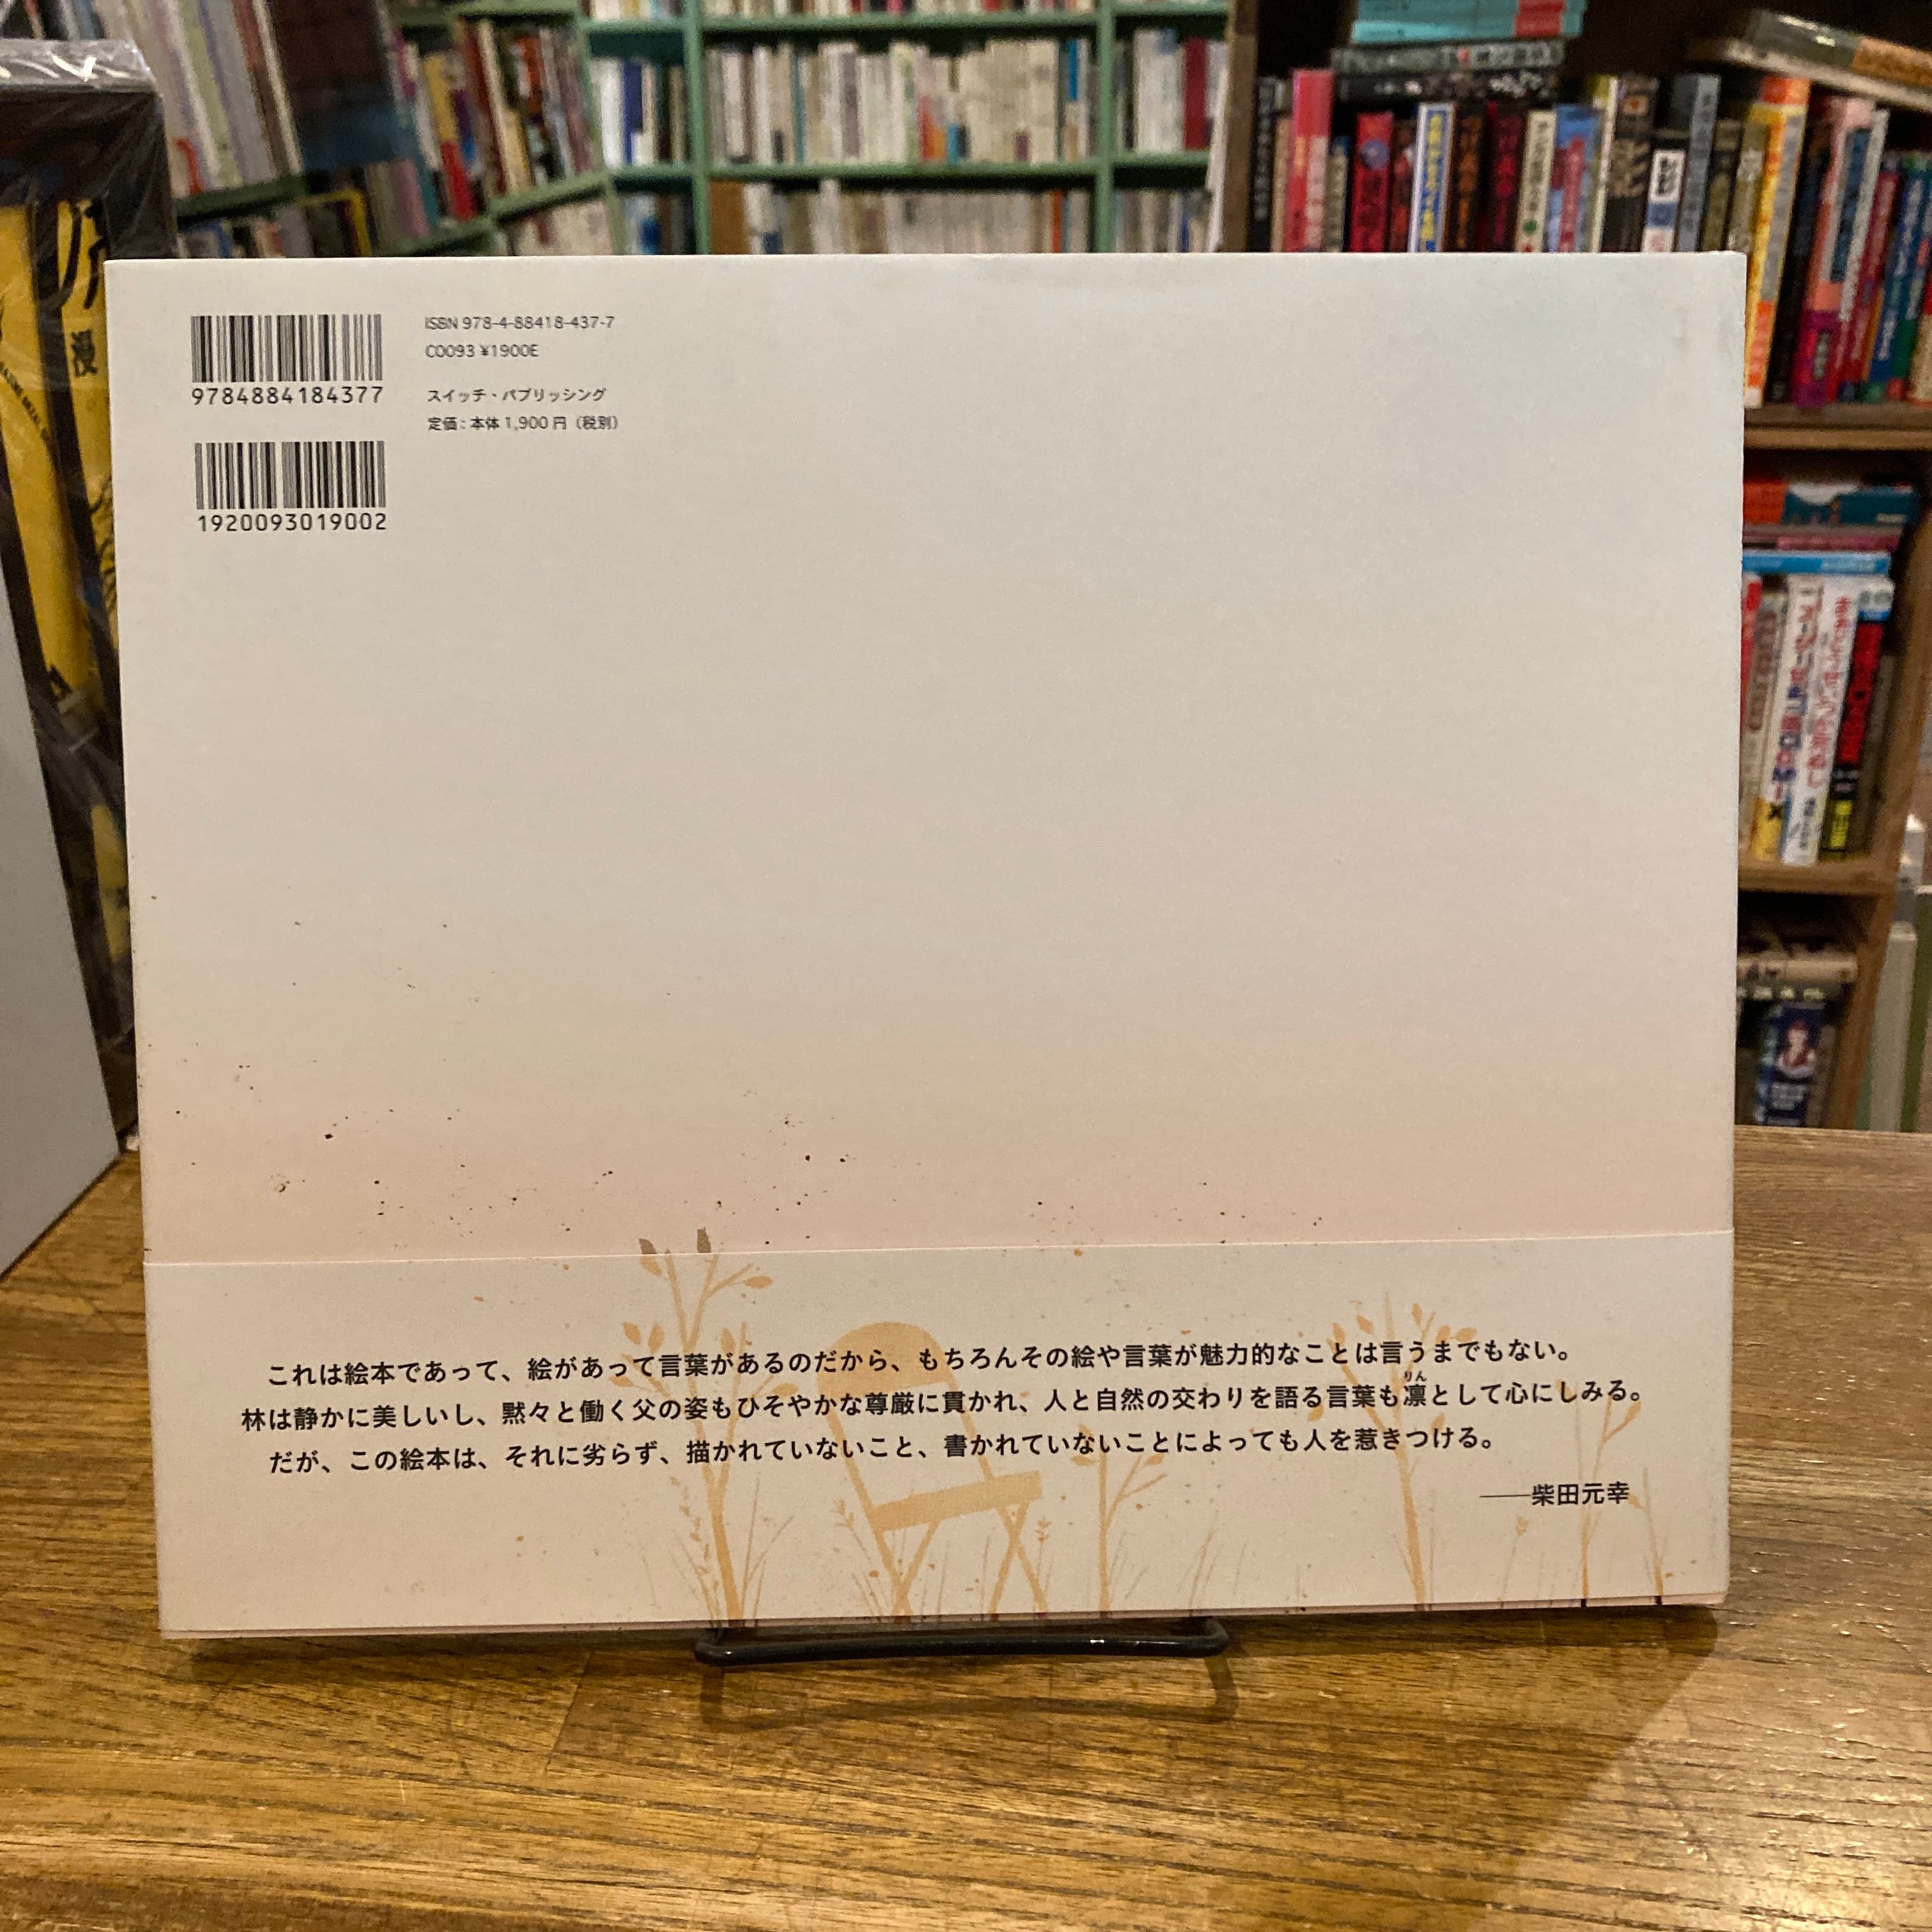 ISBN 978-4-88418-437-7
C0093 ¥1900E
9784884184377
スイッチ・パブリッシング
定価:本体 1,900 円(税別)
1920093019002
これは絵本であって、絵があって言葉があるのだから、もちろんその絵や言葉が魅力的なことは言うまでもない。
林は静かに美しいし、黙々と働く父の姿もひそやかな尊厳に貫かれ、人と自然の交わりを語る言葉も凛として心にしみる。
りん
だが、この絵本は、それに劣らず、描かれていないこと、書かれていないことによっても人を惹きつける。
——柴田元幸
漫